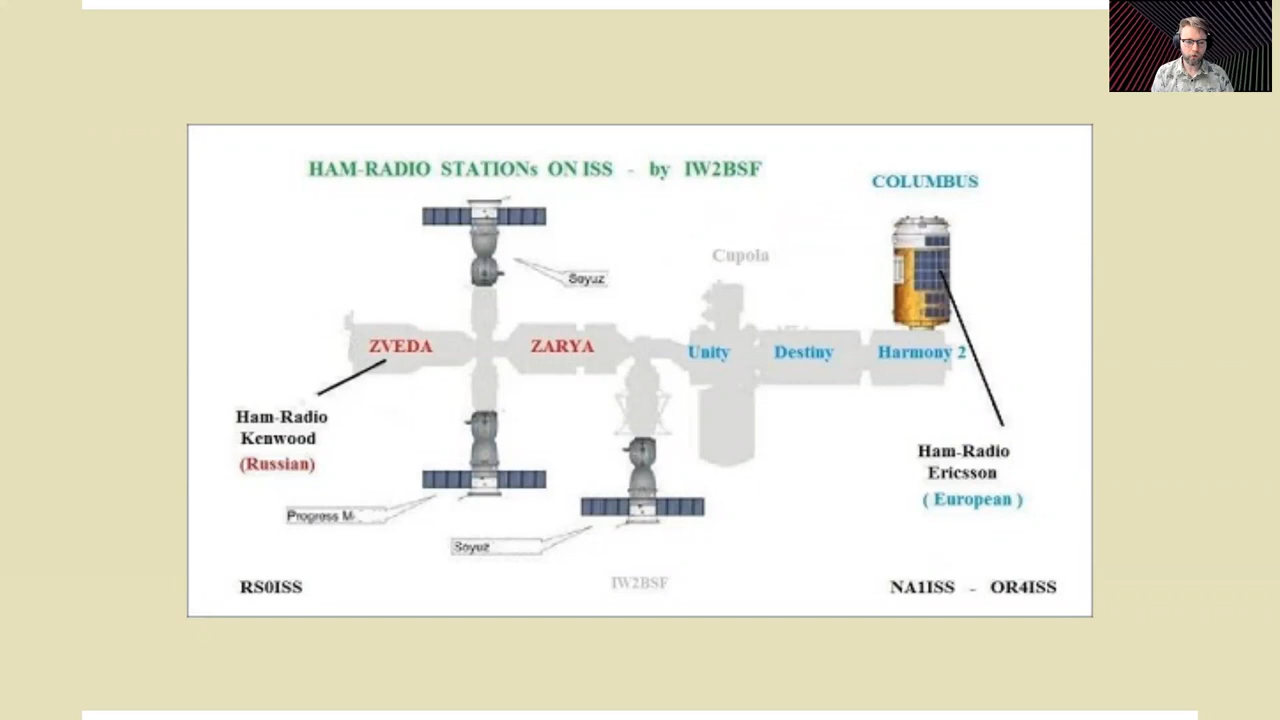 HAM-RADIO STATIONs ON ISS - by IW2BSF
COLUMBUS
Cupola
Soyuz
ZVEDA
ZARYA
Unity
Destiny
Harmony 2
Ham-Radio
Kenwood
(Russian)
Ham-Radio
Ericsson
( European )
Progress M-
Soyuz
RS0ISS
IW2BSF
NA1ISS - OR4ISS